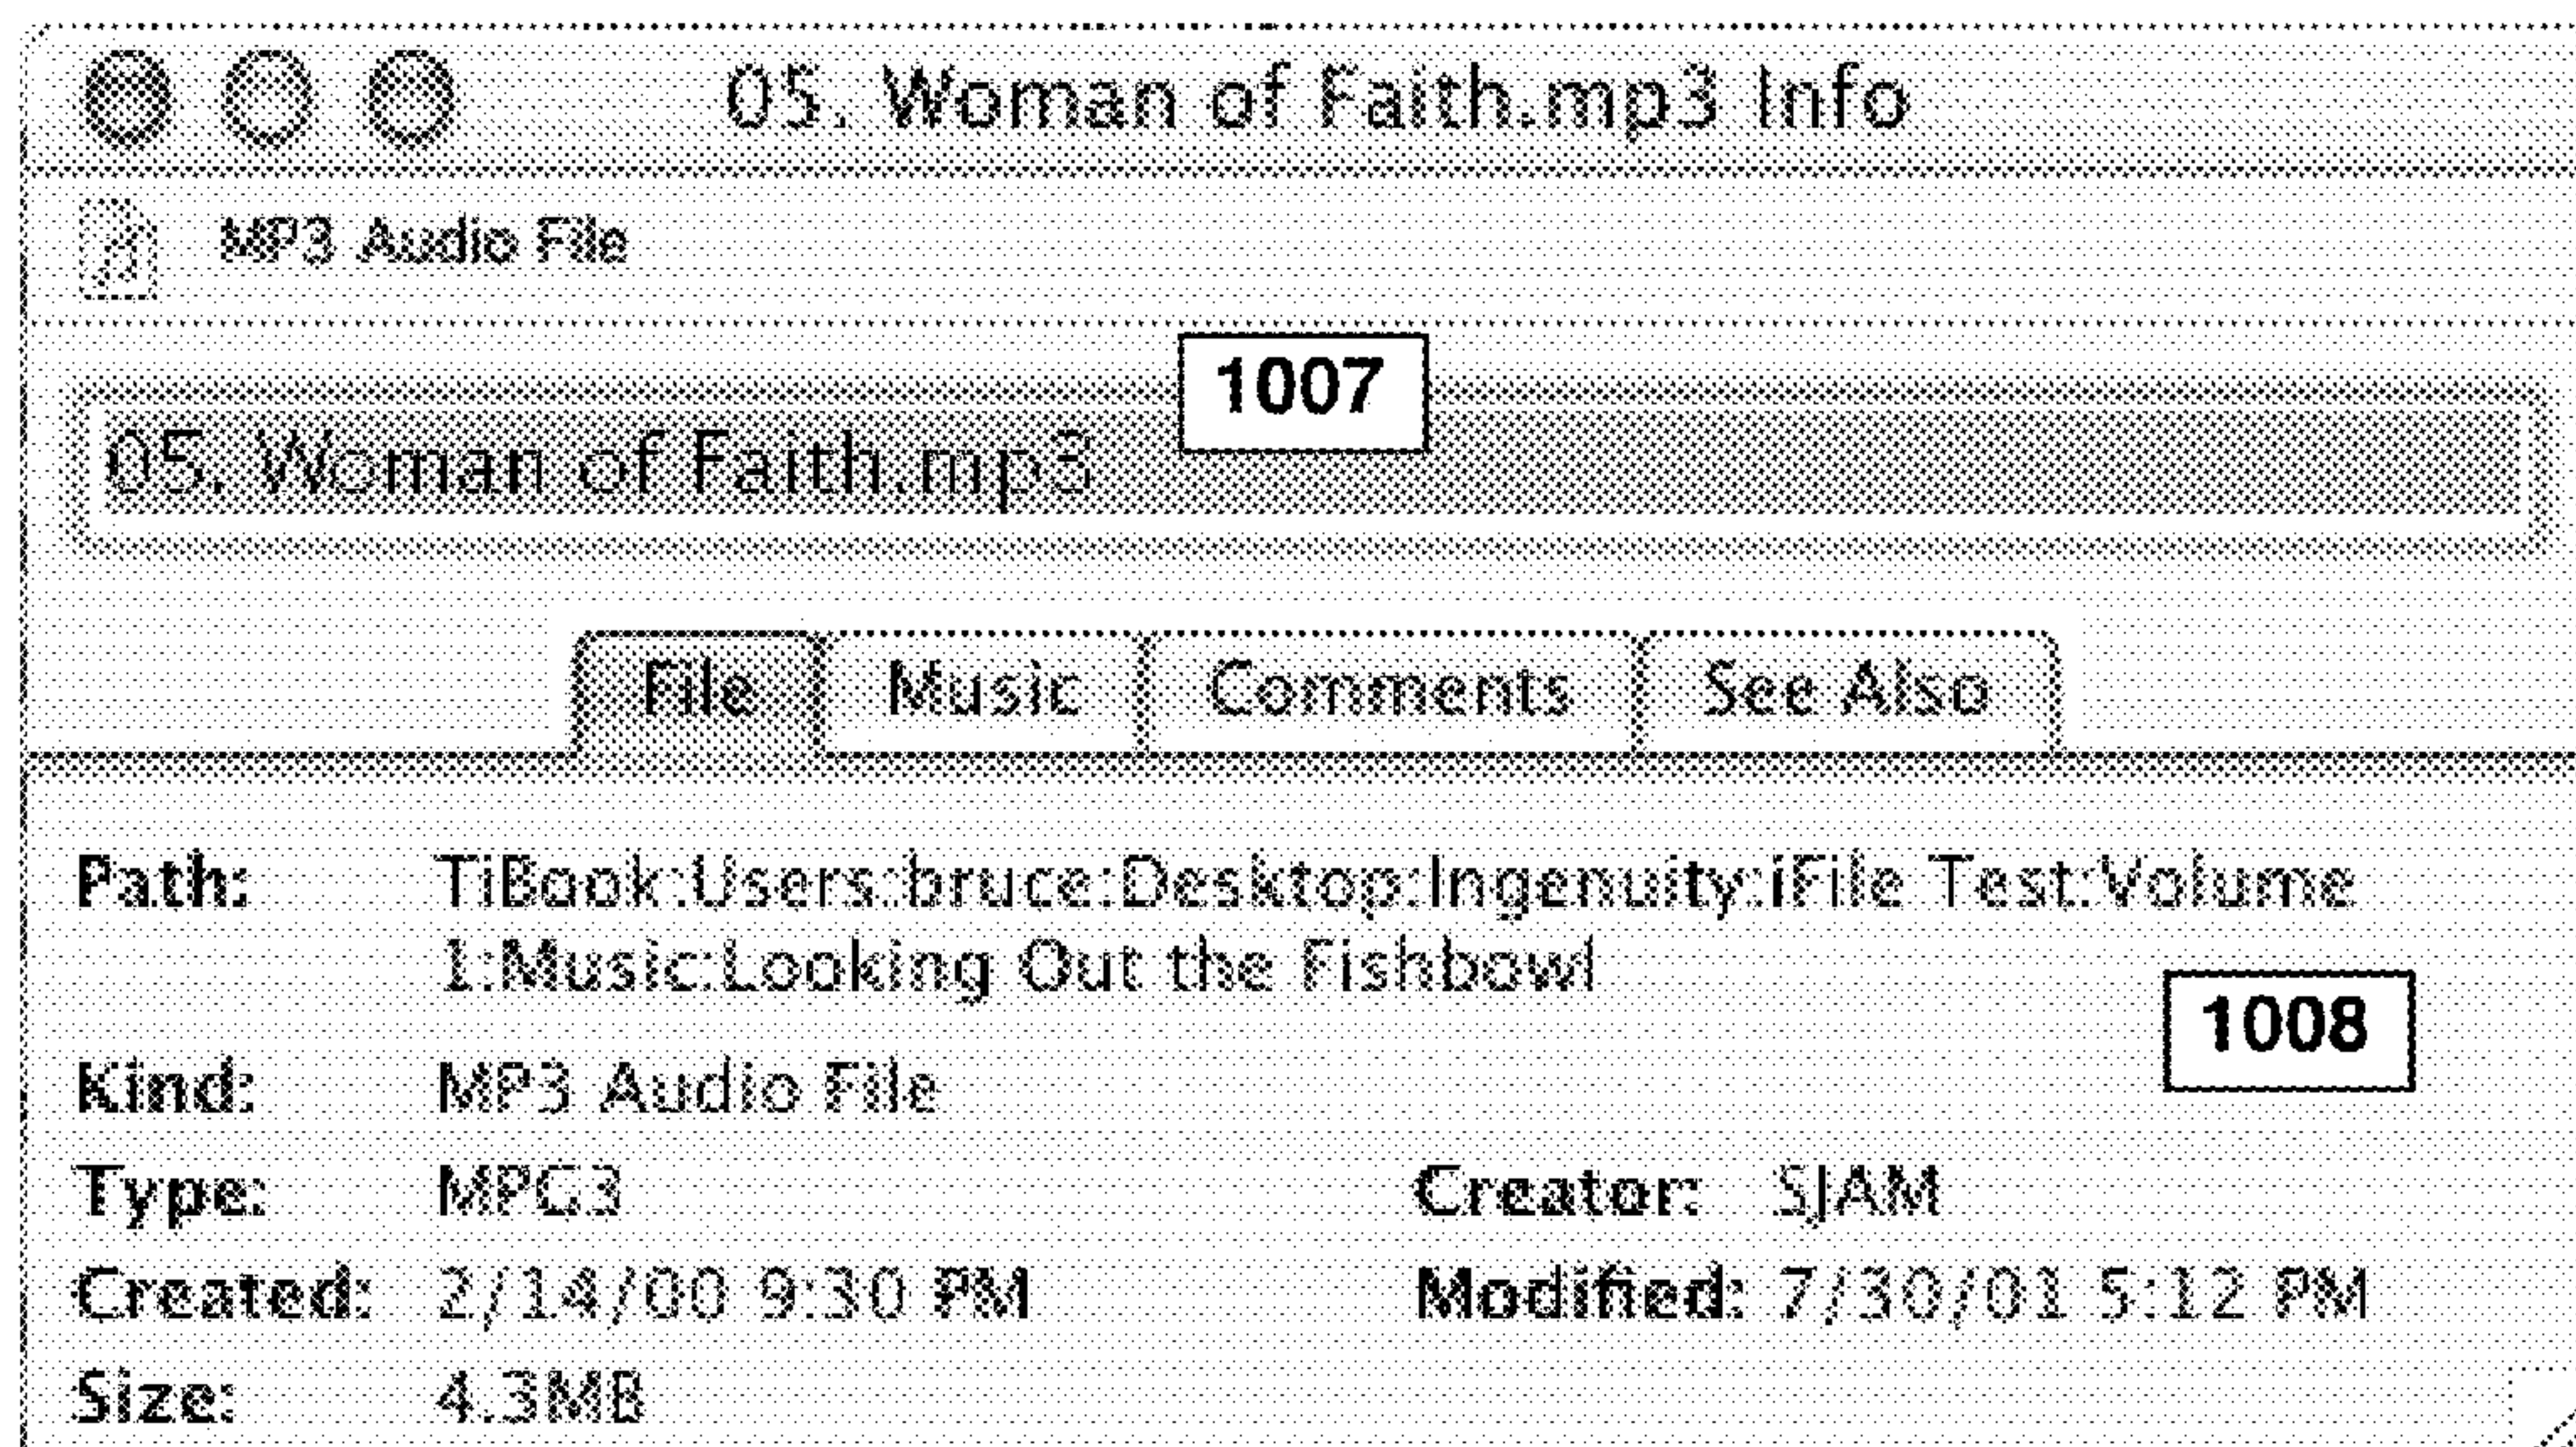 05. Woman of Faith.mp3 Info
MP3 Audio File
1007
05. Woman of Faith.mp3
File Music Comments See Also
Path: TiBook:Users:bruce:Desktop:Ingenuity:iFile Test:Volume
1:Music:Looking Out the Fishbowl
1008
Kind: MP3 Audio File
Type: MPG3 Creator: SJAM
Created: 2/14/00 9:30 PM Modified: 7/30/01 5:12 PM
Size: 4.3MB